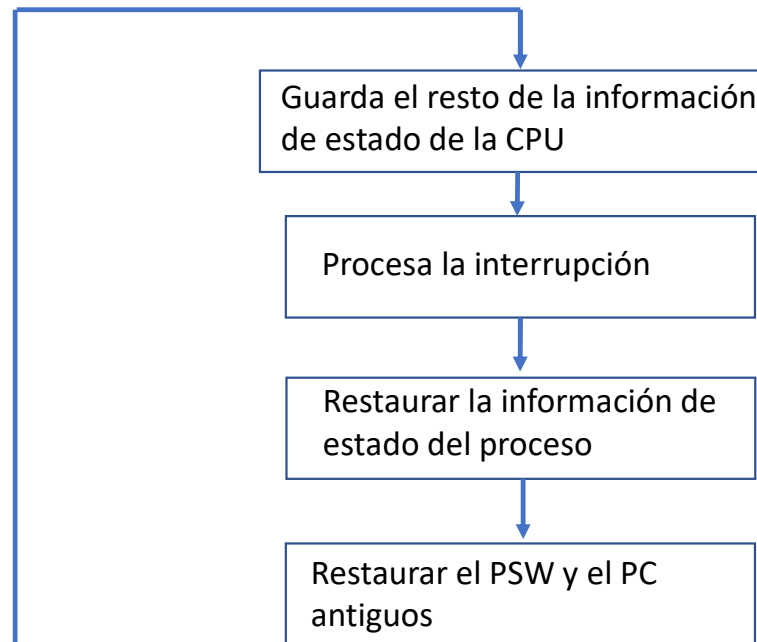 Guarda el resto de la información
de estado de la CPU
Procesa la interrupción
Restaurar la información de
estado del proceso
Restaurar el PSW y el PC
antiguos